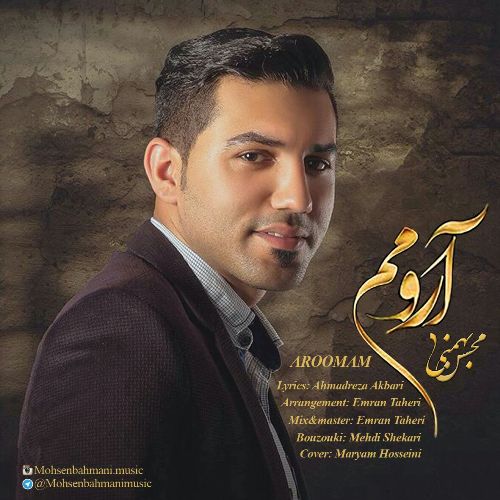 آرومم
محسن بهمنی
AROOMAM
Lyrics: Ahmadreza Akbari
Arrangement: Emran Taheri
Mix&master: Emran Taheri
Bouzouki: Mehdi Shekari
Cover: Maryam Hosseini
Mohsenbahmani.music
@Mohsenbahmanimusic